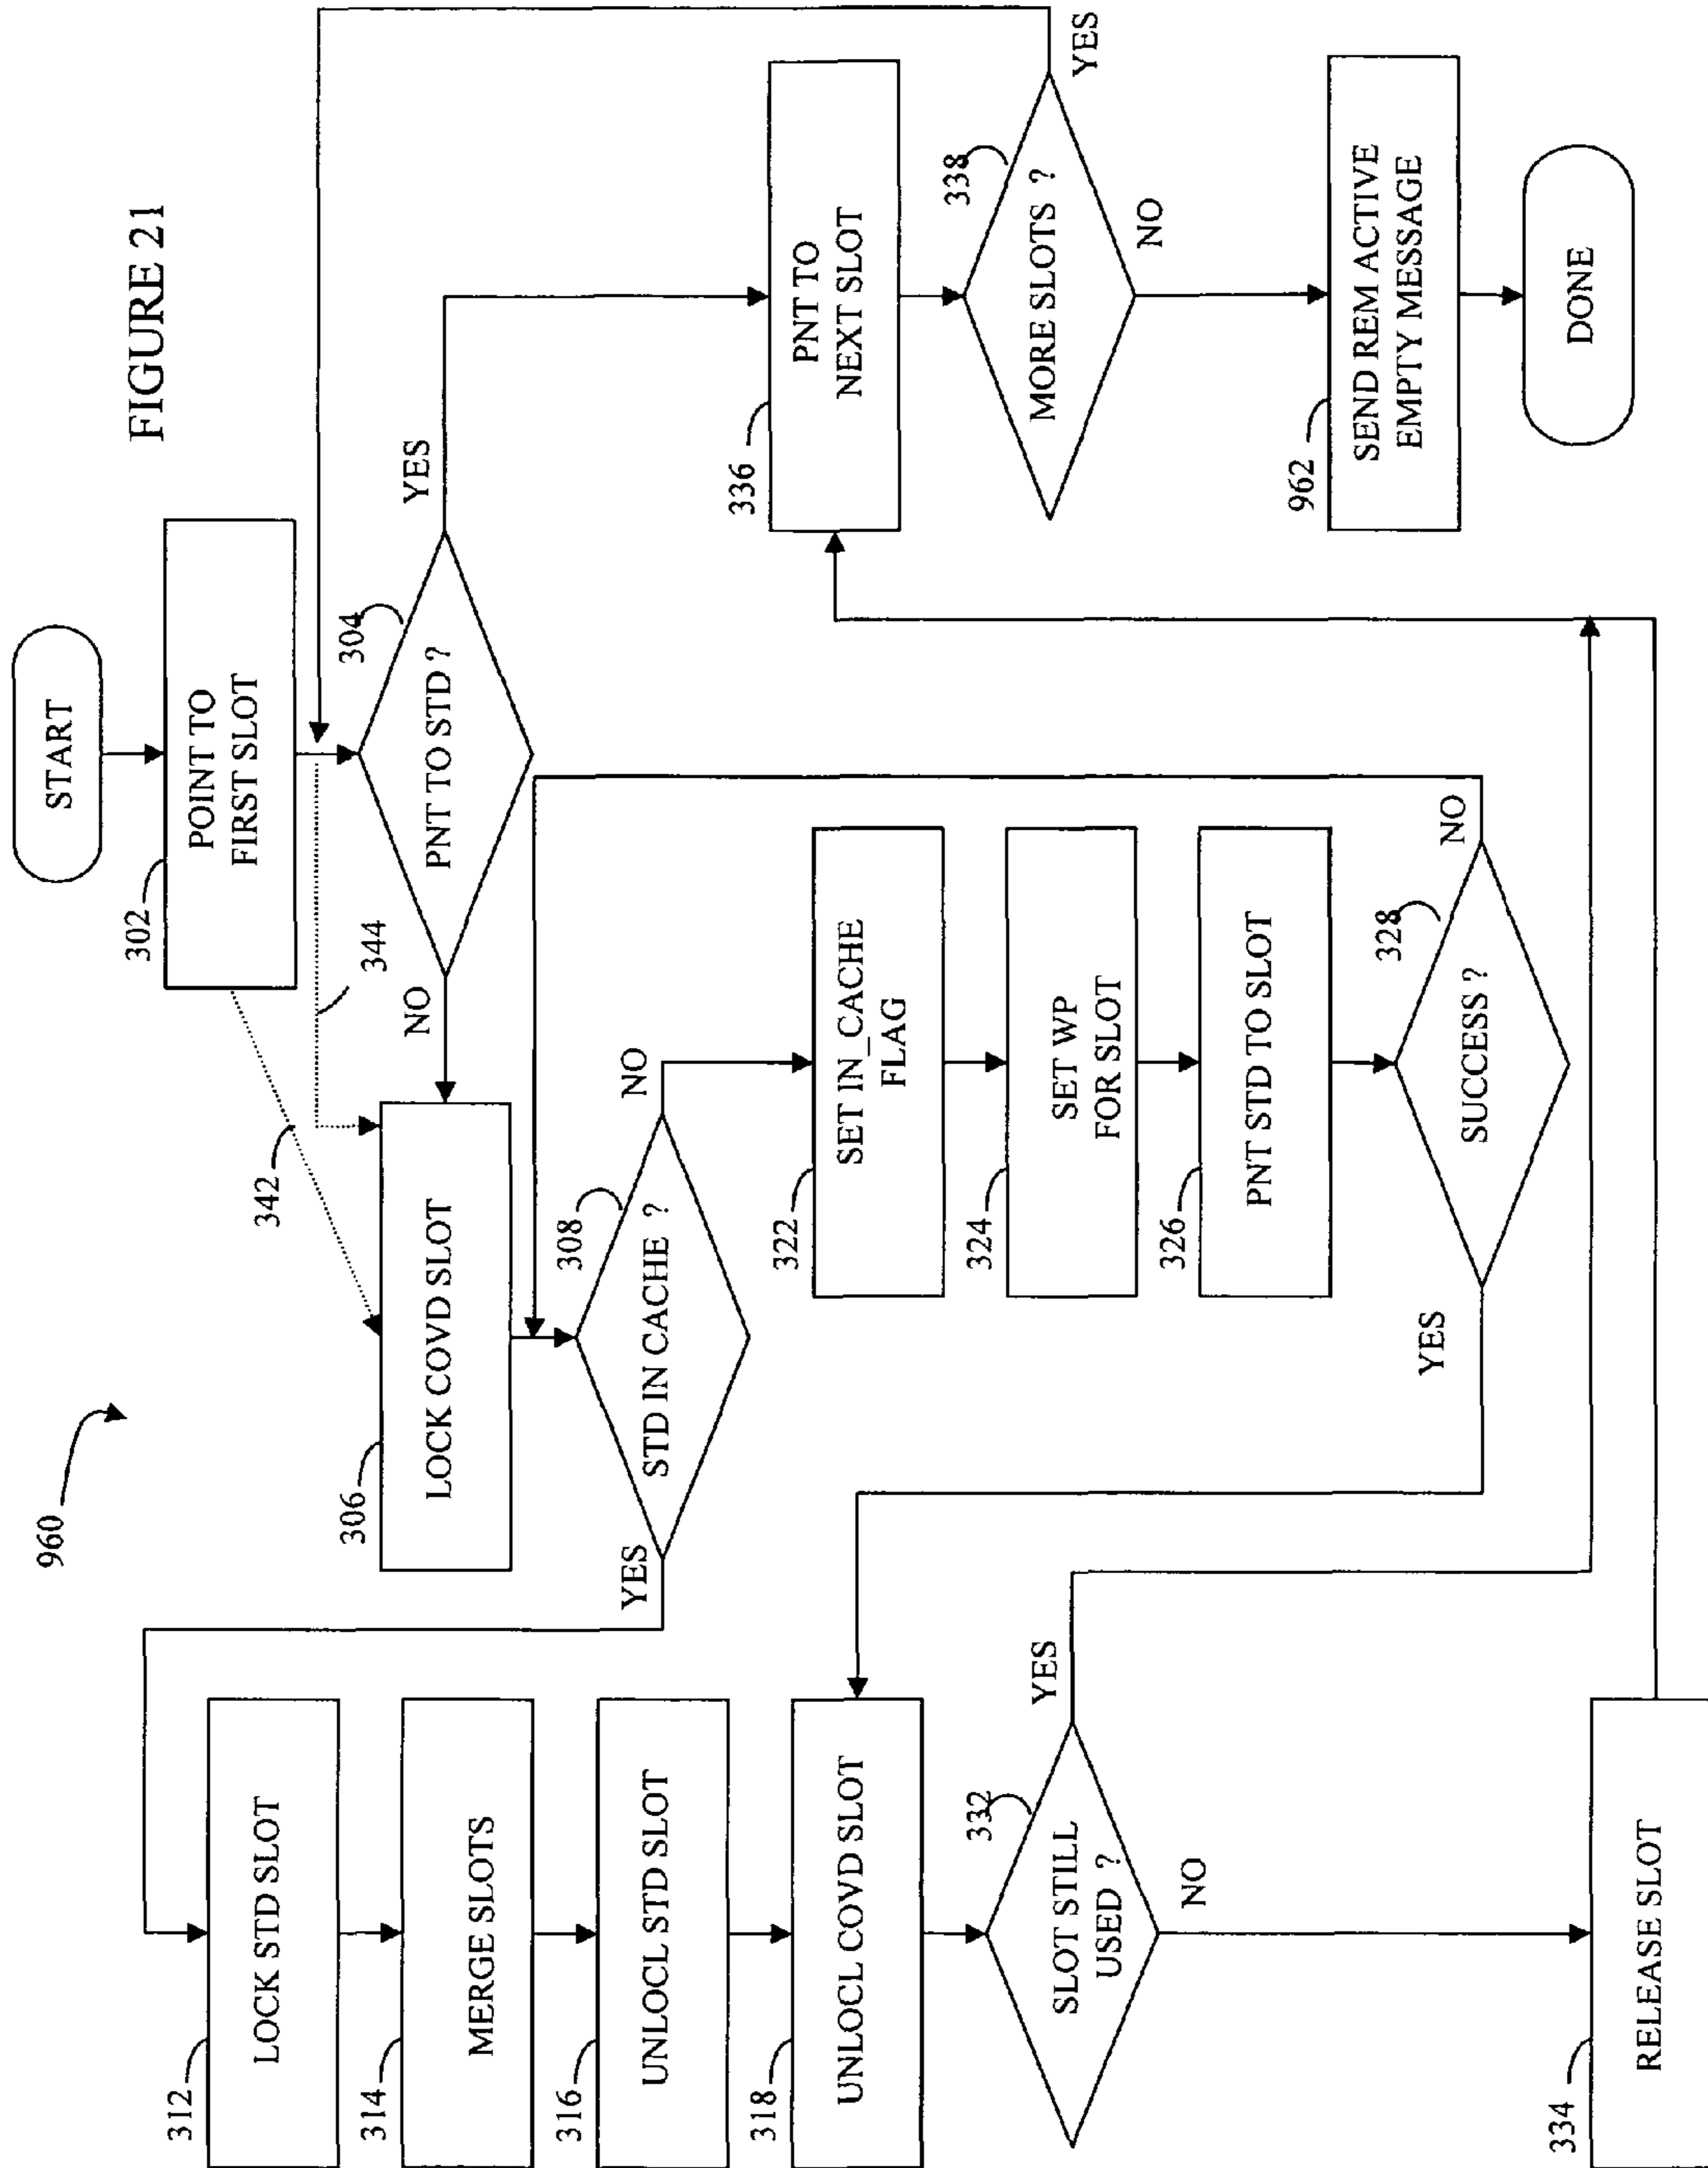 FIGURE 21
960
START
302
POINT TO
FIRST SLOT
342
344
304
PNT TO STD ?
YES
NO
306
LOCK COVD SLOT
308
STD IN CACHE ?
YES
NO
312
LOCK STD SLOT
314
MERGE SLOTS
316
UNLOCL STD SLOT
318
UNLOCL COVD SLOT
322
SET IN_CACHE
FLAG
324
SET WP
FOR SLOT
326
PNT STD TO SLOT
328
SUCCESS ?
YES
NO
332
SLOT STILL
USED ?
YES
NO
334
RELEASE SLOT
336
PNT TO
NEXT SLOT
338
MORE SLOTS ?
YES
NO
962
SEND REM ACTIVE
EMPTY MESSAGE
DONE